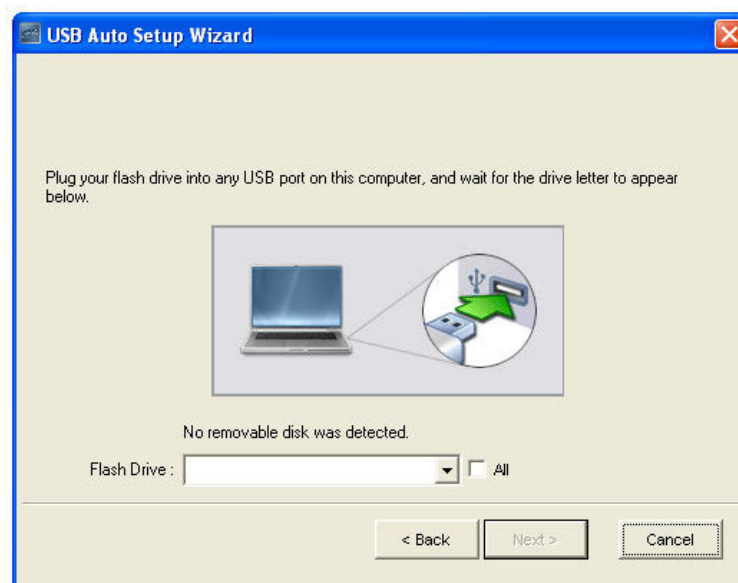 USB Auto Setup Wizard
Plug your flash drive into any USB port on this computer, and wait for the drive letter to appear
below.
No removable disk was detected.
Flash Drive :
All
< Back
Next >
Cancel